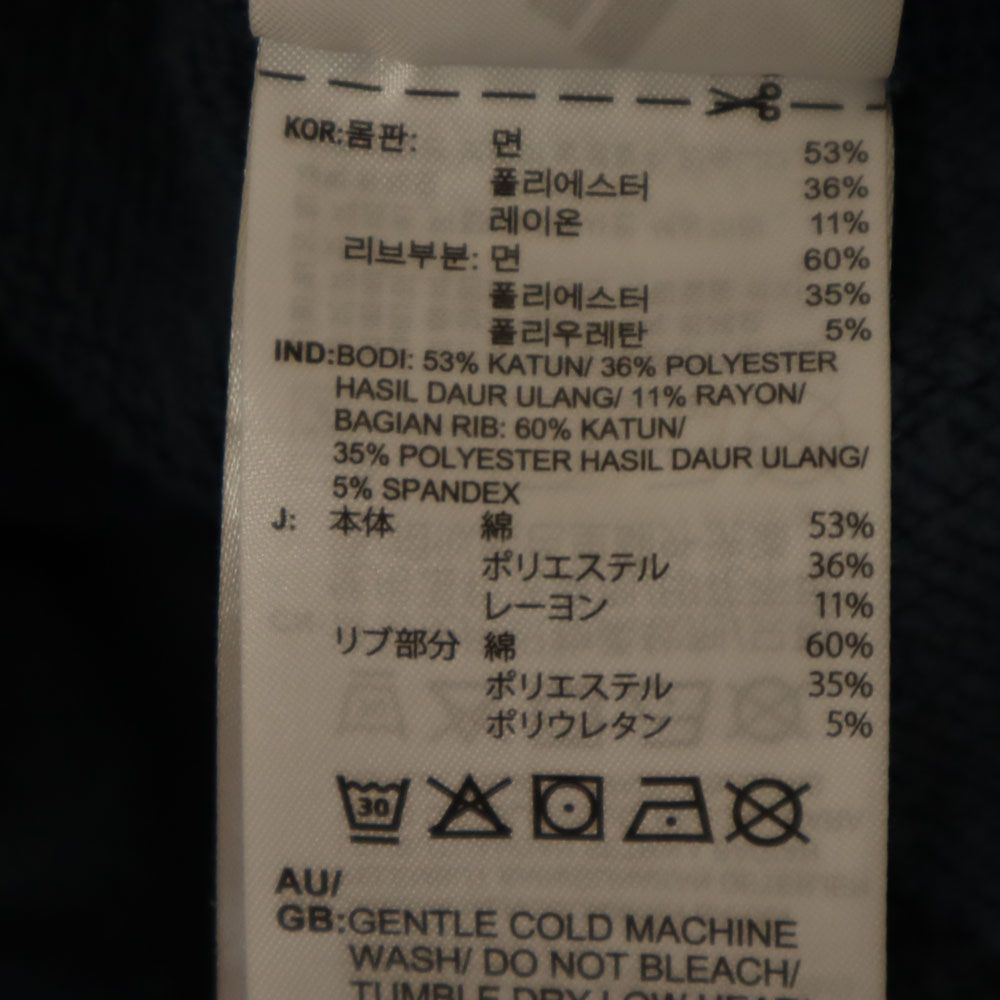 KOR:몸판: 면 53%
폴리에스터 36%
레이온 11%
리브부분: 면 60%
폴리에스터 35%
폴리우레탄 5%
IND:BODI: 53% KATUN/ 36% POLYESTER
HASIL DAUR ULANG/ 11% RAYON/
BAGIAN RIB: 60% KATUN/
35% POLYESTER HASIL DAUR ULANG/
5% SPANDEX
J: 本体 綿 53%
ポリエステル 36%
レーヨン 11%
リブ部分 綿 60%
ポリエステル 35%
ポリウレタン 5%
30
AU/
GB:GENTLE COLD MACHINE
WASH/ DO NOT BLEACH/
TUMBLE DRY LOW HEAT/